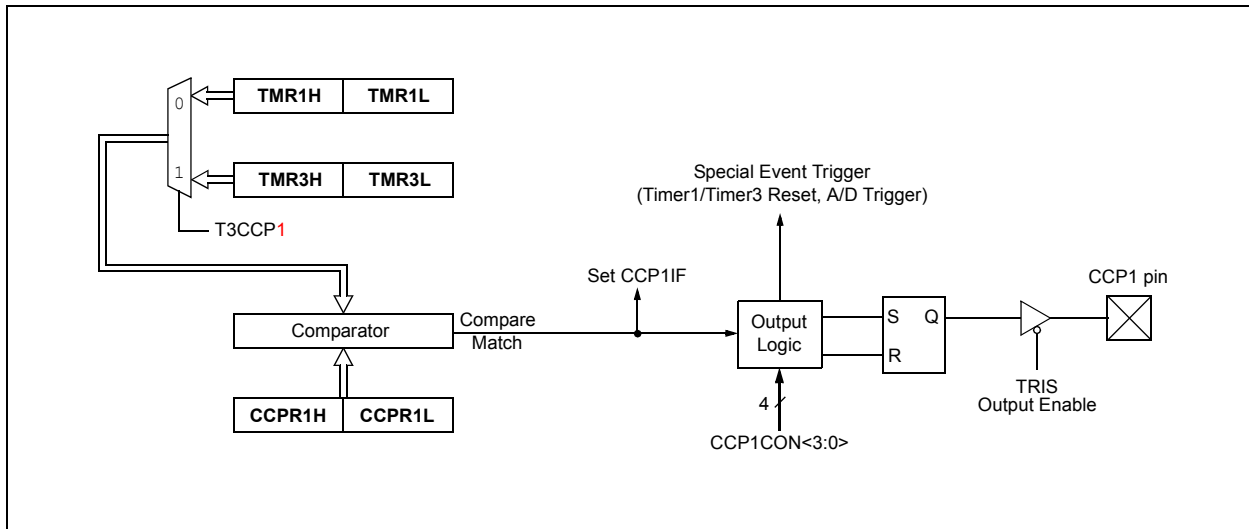 0
TMR1H TMR1L
1
TMR3H TMR3L
T3CCP1
Special Event Trigger
(Timer1/Timer3 Reset, A/D Trigger)
Set CCP1IF
CCP1 pin
Comparator
Compare
Match
Output
Logic
S Q
R
TRIS
Output Enable
CCPR1H CCPR1L
4
CCP1CON<3:0>